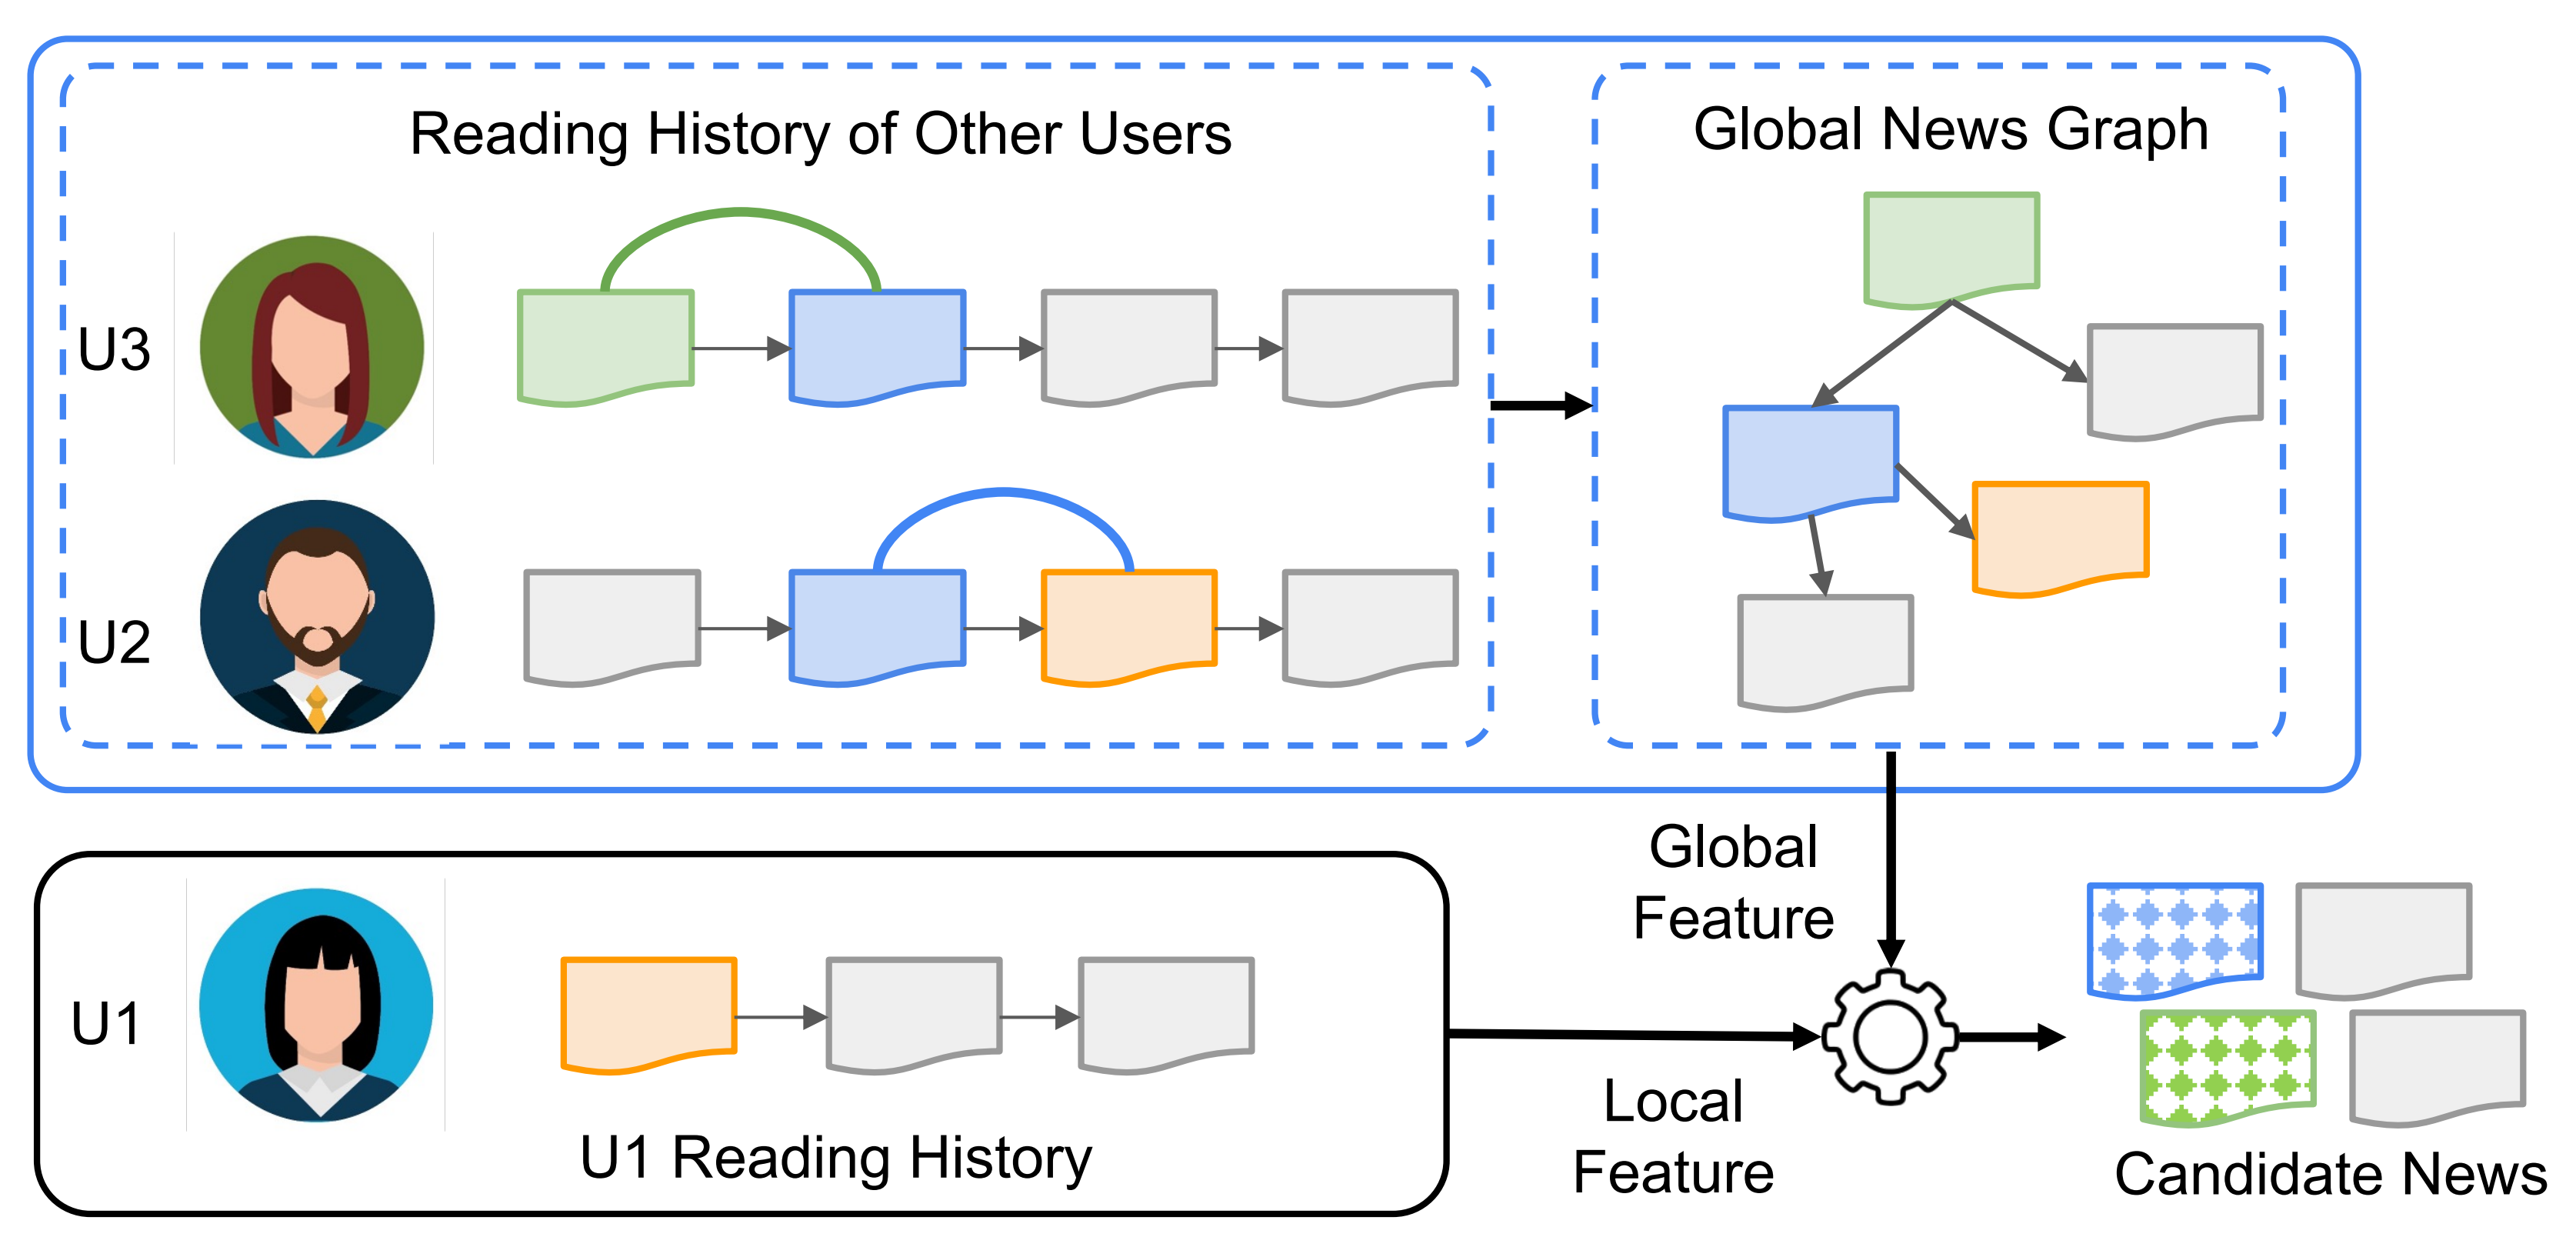 Reading History of Other Users
Global News Graph
U3
U2
Global
Feature
U1
U1 Reading History
Local
Feature
Candidate News